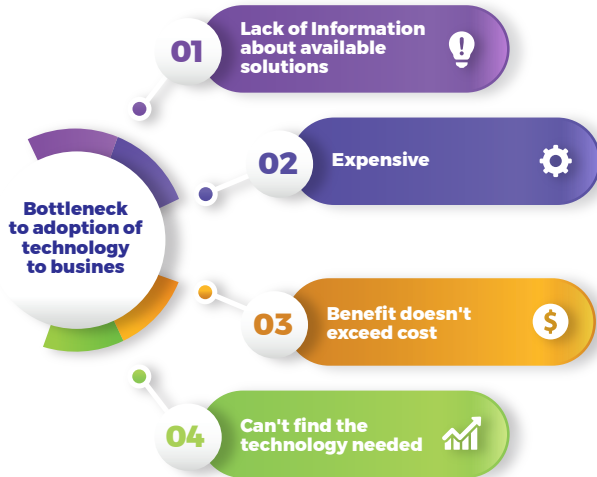 Bottleneck
to adoption of
technology
to busines
01
Lack of Information
about available
solutions
02
Expensive
03
Benefit doesn't
exceed cost
$
04
Can't find the
technology needed